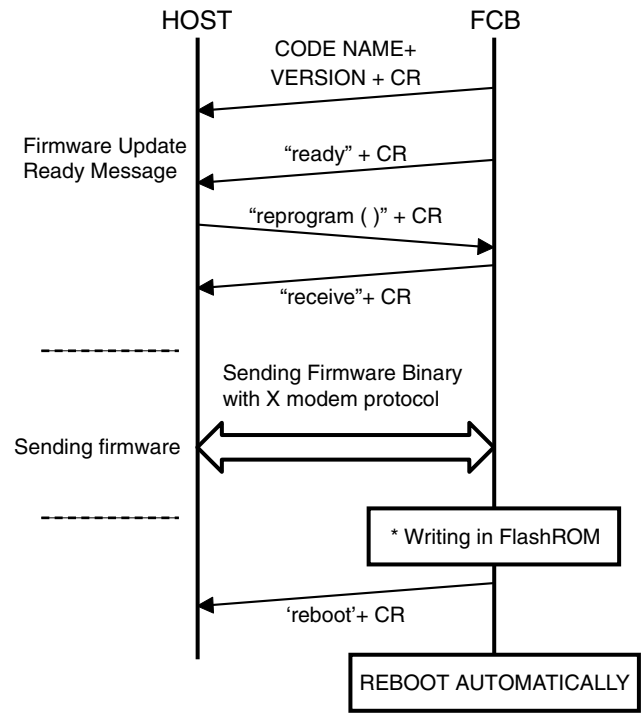 HOST
FCB
CODE NAME+
VERSION + CR
Firmware Update
Ready Message
“ready” + CR
“reprogram ( )” + CR
“receive”+ CR
Sending Firmware Binary
with X modem protocol
Sending firmware
* Writing in FlashROM
‘reboot’+ CR
REBOOT AUTOMATICALLY